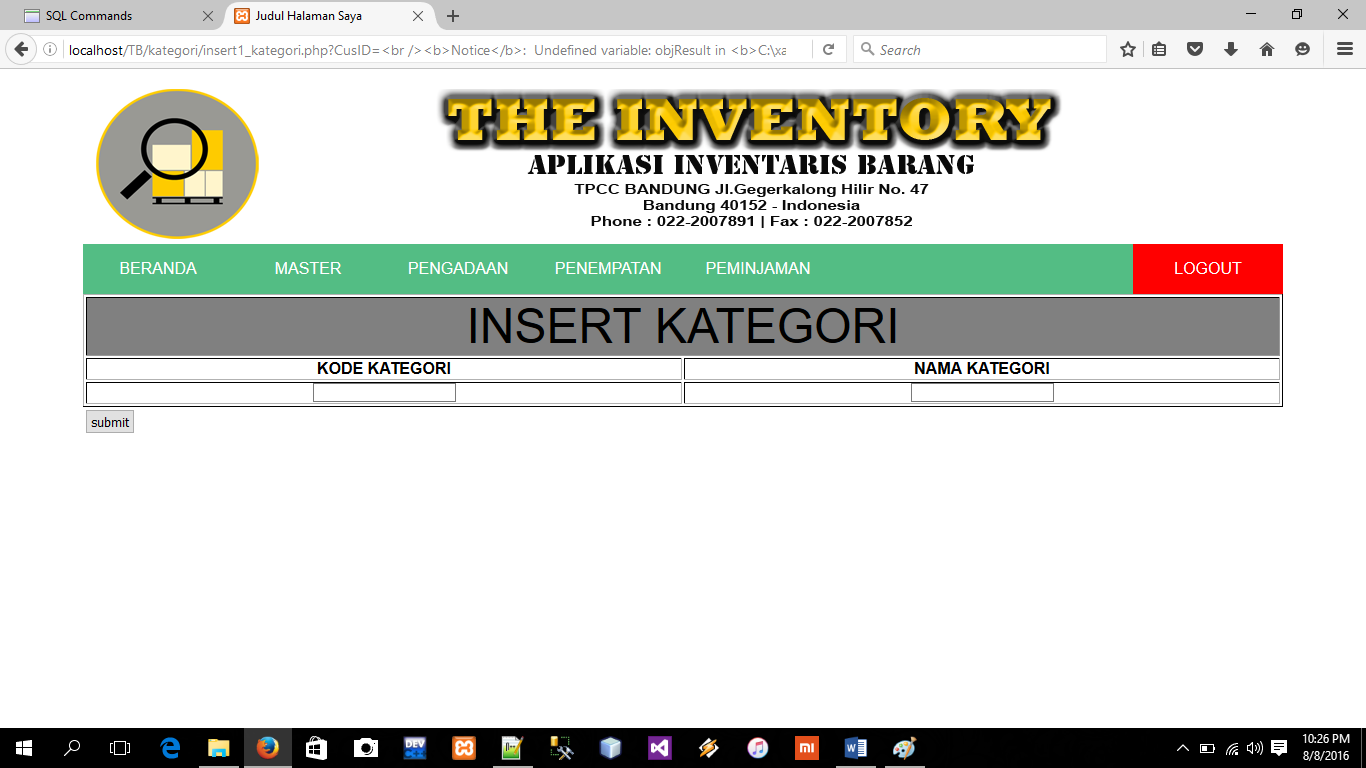 SQL Commands
Judul Halaman Saya
localhost/TB/kategori/insert1_kategori.php?CusID=<br /><b>Notice</b>:  Undefined variable: objResult in <b>C:\xa
Search
THE INVENTORY
APLIKASI INVENTARIS BARANG
TPCC BANDUNG Jl.Gegerkalong Hilir No. 47
Bandung 40152 - Indonesia
Phone : 022-2007891 | Fax : 022-2007852
BERANDA MASTER PENGADAAN PENEMPATAN PEMINJAMAN LOGOUT
INSERT KATEGORI
KODE KATEGORI NAMA KATEGORI
submit
DEV
mi
10:26 PM
8/8/2016